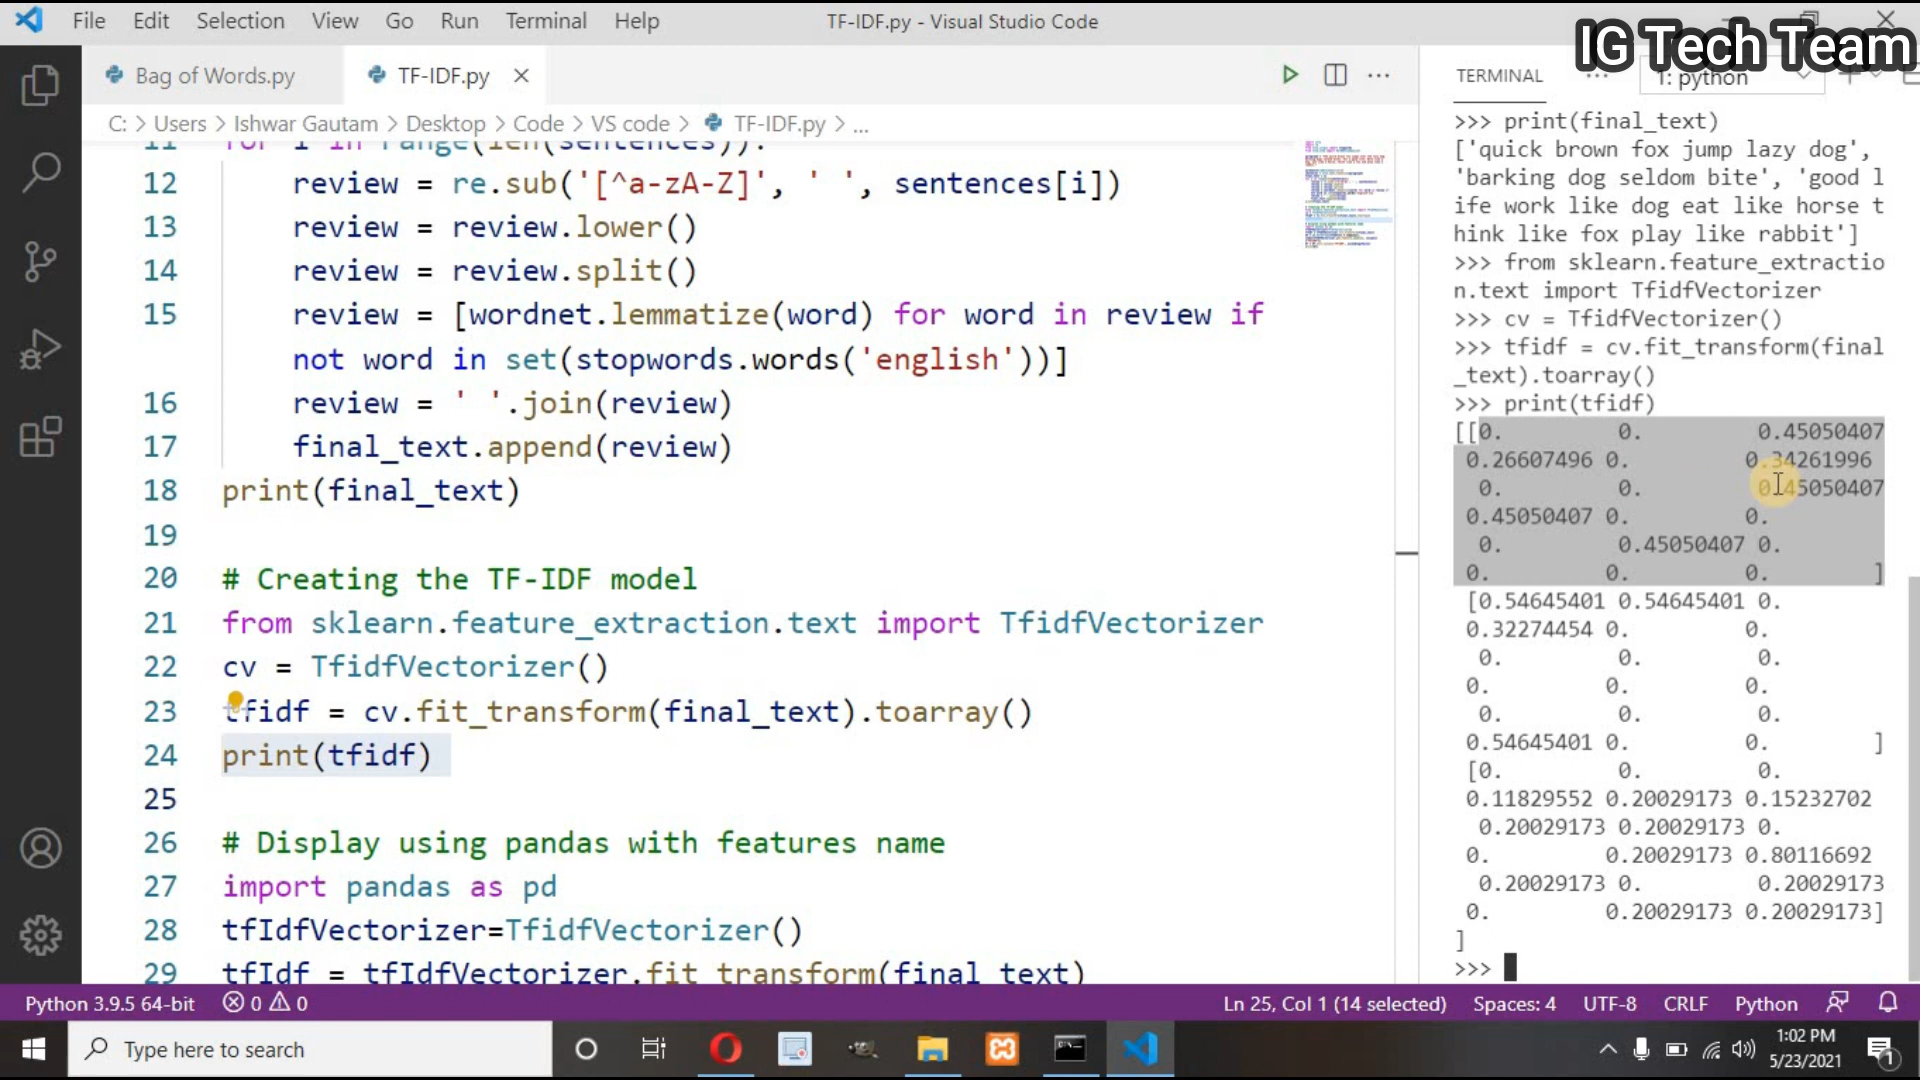 File Edit Selection View Go Run Terminal Help
TF-IDF.py - Visual Studio Code
IG Tech Team
Bag of Words.py
TF-IDF.py
C: > Users > Ishwar Gautam > Desktop > Code > VS code > TF-IDF.py > ...
11 for i in range(len(sentences)):
12 review = re.sub('[^a-zA-Z]', ' ', sentences[i])
13 review = review.lower()
14 review = review.split()
15 review = [wordnet.lemmatize(word) for word in review if
not word in set(stopwords.words('english'))]
16 review = ' '.join(review)
17 final_text.append(review)
18 print(final_text)
19
20 # Creating the TF-IDF model
21 from sklearn.feature_extraction.text import TfidfVectorizer
22 cv = TfidfVectorizer()
23 tfidf = cv.fit_transform(final_text).toarray()
24 print(tfidf)
25
26 # Display using pandas with features name
27 import pandas as pd
28 tfIdfVectorizer=TfidfVectorizer()
29 tfIdf = tfIdfVectorizer.fit_transform(final_text)
TERMINAL ... 1: python
>>> print(final_text)
['quick brown fox jump lazy dog',
'barking dog seldom bite', 'good l
ife work like dog eat like horse t
hink like fox play like rabbit']
>>> from sklearn.feature_extractio
n.text import TfidfVectorizer
>>> cv = TfidfVectorizer()
>>> tfidf = cv.fit_transform(final
_text).toarray()
>>> print(tfidf)
[[0. 0. 0.45050407
0.26607496 0. 0.34261996
0. 0. 0.45050407
0.45050407 0. 0.
0. 0.45050407 0.
0. 0. 0. ]
[0.54645401 0.54645401 0.
0.32274454 0. 0.
0. 0. 0.
0. 0. 0.
0. 0. 0.
0.54645401 0. 0. ]
[0. 0. 0.
0.11829552 0.20029173 0.15232702
0.20029173 0.20029173 0.
0. 0.20029173 0.80116692
0.20029173 0. 0.20029173
0. 0.20029173 0.20029173]
]
>>>
Python 3.9.5 64-bit 0 0
Ln 25, Col 1 (14 selected) Spaces: 4 UTF-8 CRLF Python
Type here to search
1:02 PM
5/23/2021
1